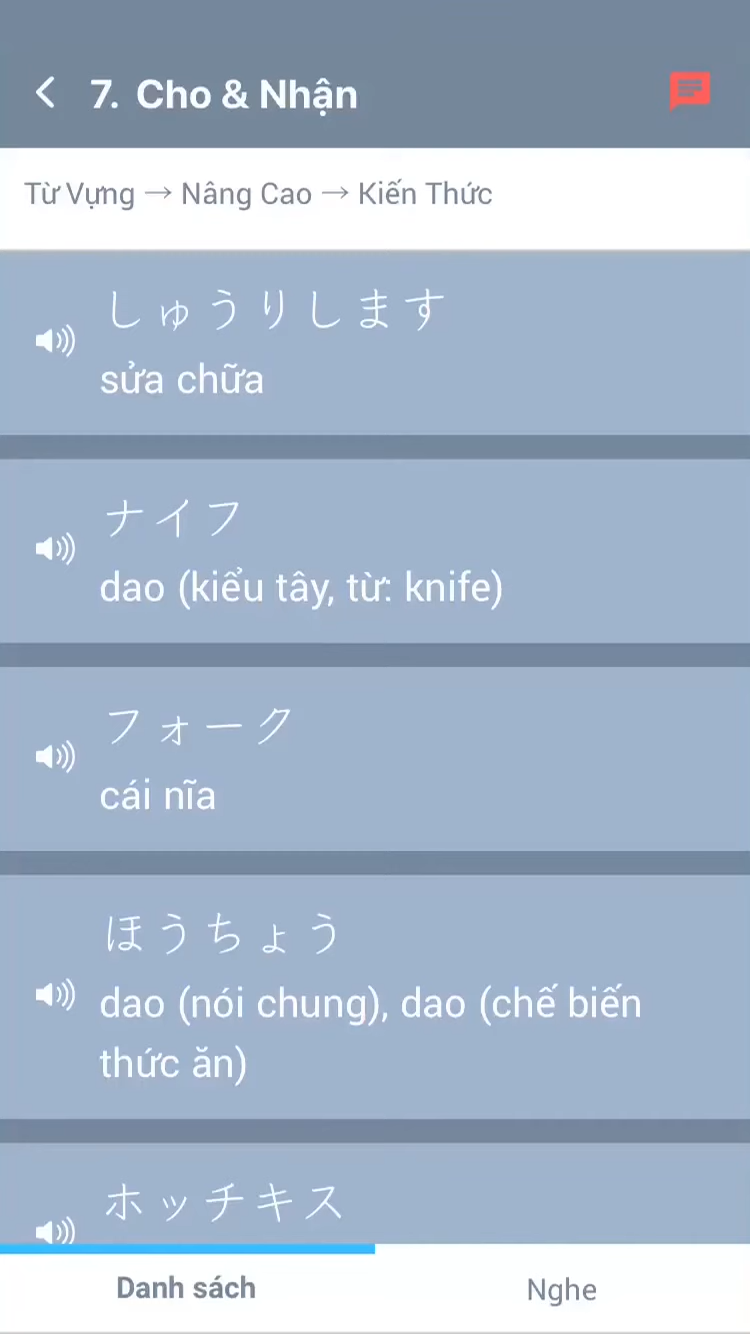 7. Cho & Nhận
Từ Vựng → Nâng Cao → Kiến Thức
しゅうりします
sửa chữa
ナイフ
dao (kiểu tây, từ: knife)
フォーク
cái nĩa
ほうちょう
dao (nói chung), dao (chế biến
thức ăn)
ホッチキス
Danh sách
Nghe